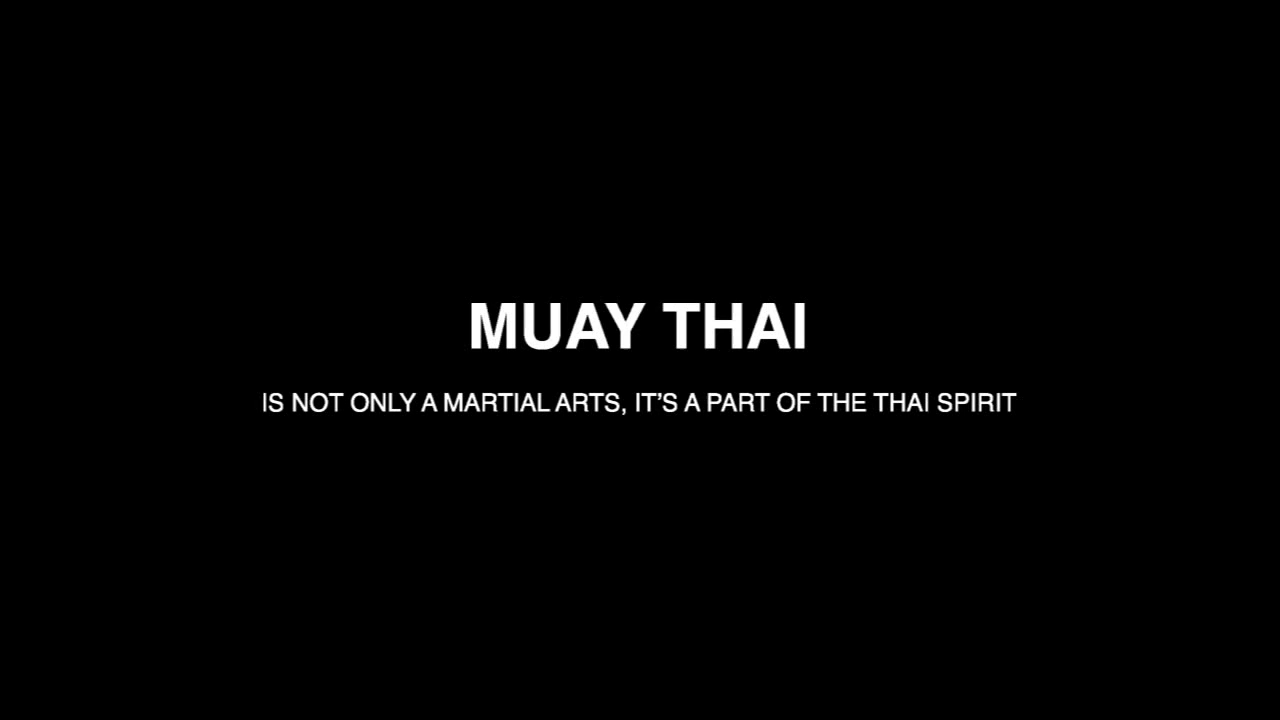 MUAY THAI
IS NOT ONLY A MARTIAL ARTS, IT’S A PART OF THE THAI SPIRIT